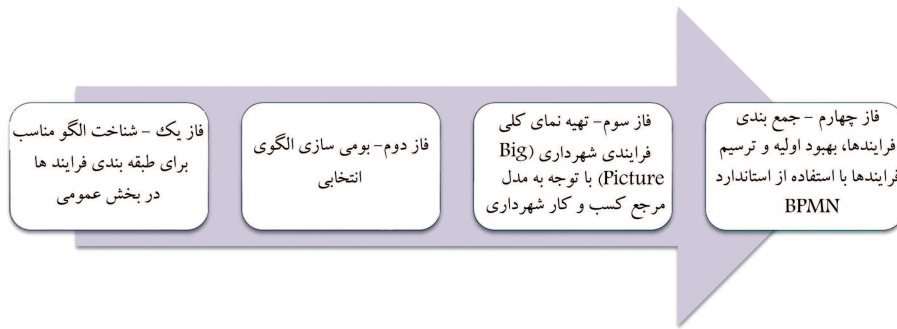 فاز یک – شناخت الگو مناسب
برای طبقه بندی فرایند ها
در بخش عمومی
فاز دوم- بومی سازی الگوی
انتخابی
فاز سوم- تهیه نمای کلی
فرایندی شهرداری (Big
Picture) با توجه به مدل
مرجع کسب و کار شهرداری
فاز چهارم – جمع بندی
فرایندها، بهبود اولیه و ترسیم
فرایندها با استفاده از استاندارد
BPMN